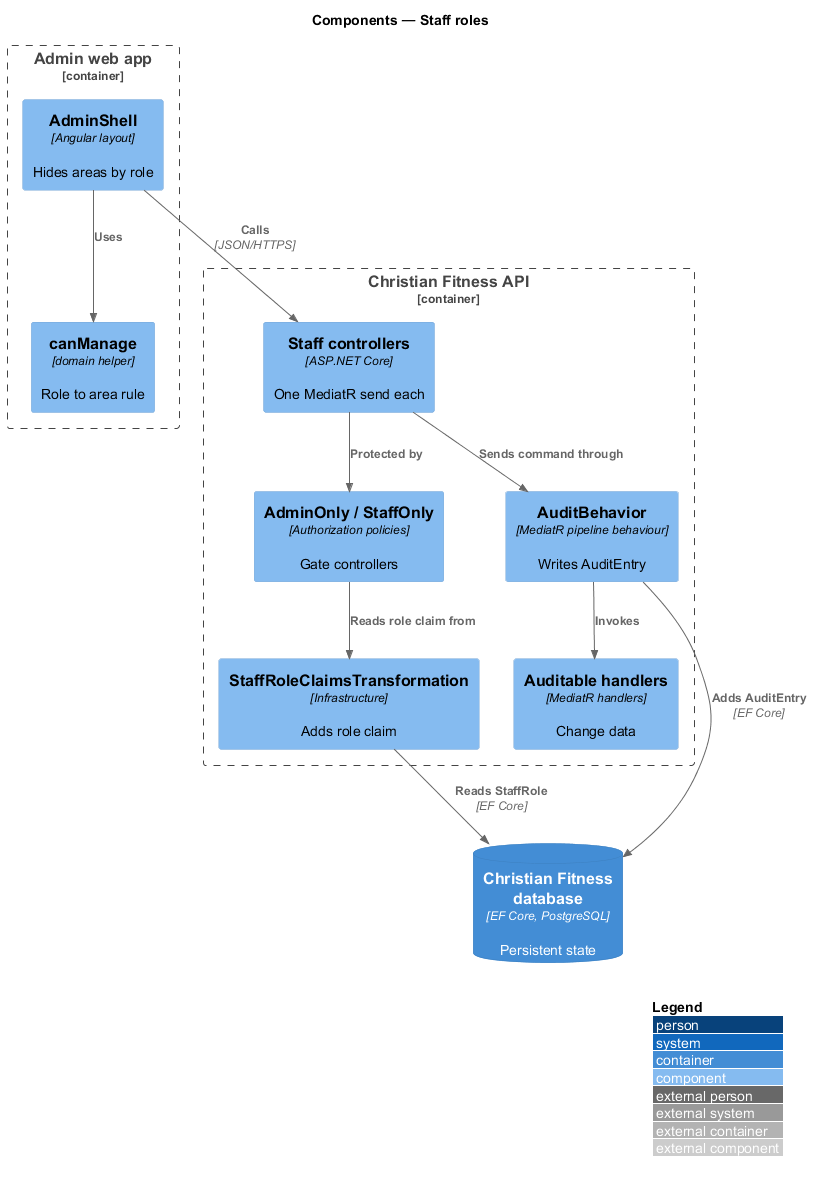 Components — Staff roles
Admin web app
[container]
AdminShell
[Angular layout]
Hides areas by role
Uses
Calls
[JSON/HTTPS]
canManage
[domain helper]
Role to area rule
Christian Fitness API
[container]
Staff controllers
[ASP.NET Core]
One MediatR send each
Protected by
Sends command through
AdminOnly / StaffOnly
[Authorization policies]
Gate controllers
AuditBehavior
[MediatR pipeline behaviour]
Writes AuditEntry
Reads role claim from
Invokes
StaffRoleClaimsTransformation
[Infrastructure]
Adds role claim
Auditable handlers
[MediatR handlers]
Change data
Adds AuditEntry
[EF Core]
Reads StaffRole
[EF Core]
Christian Fitness
database
[EF Core, PostgreSQL]
Persistent state
Legend
person
system
container
component
external person
external system
external container
external component